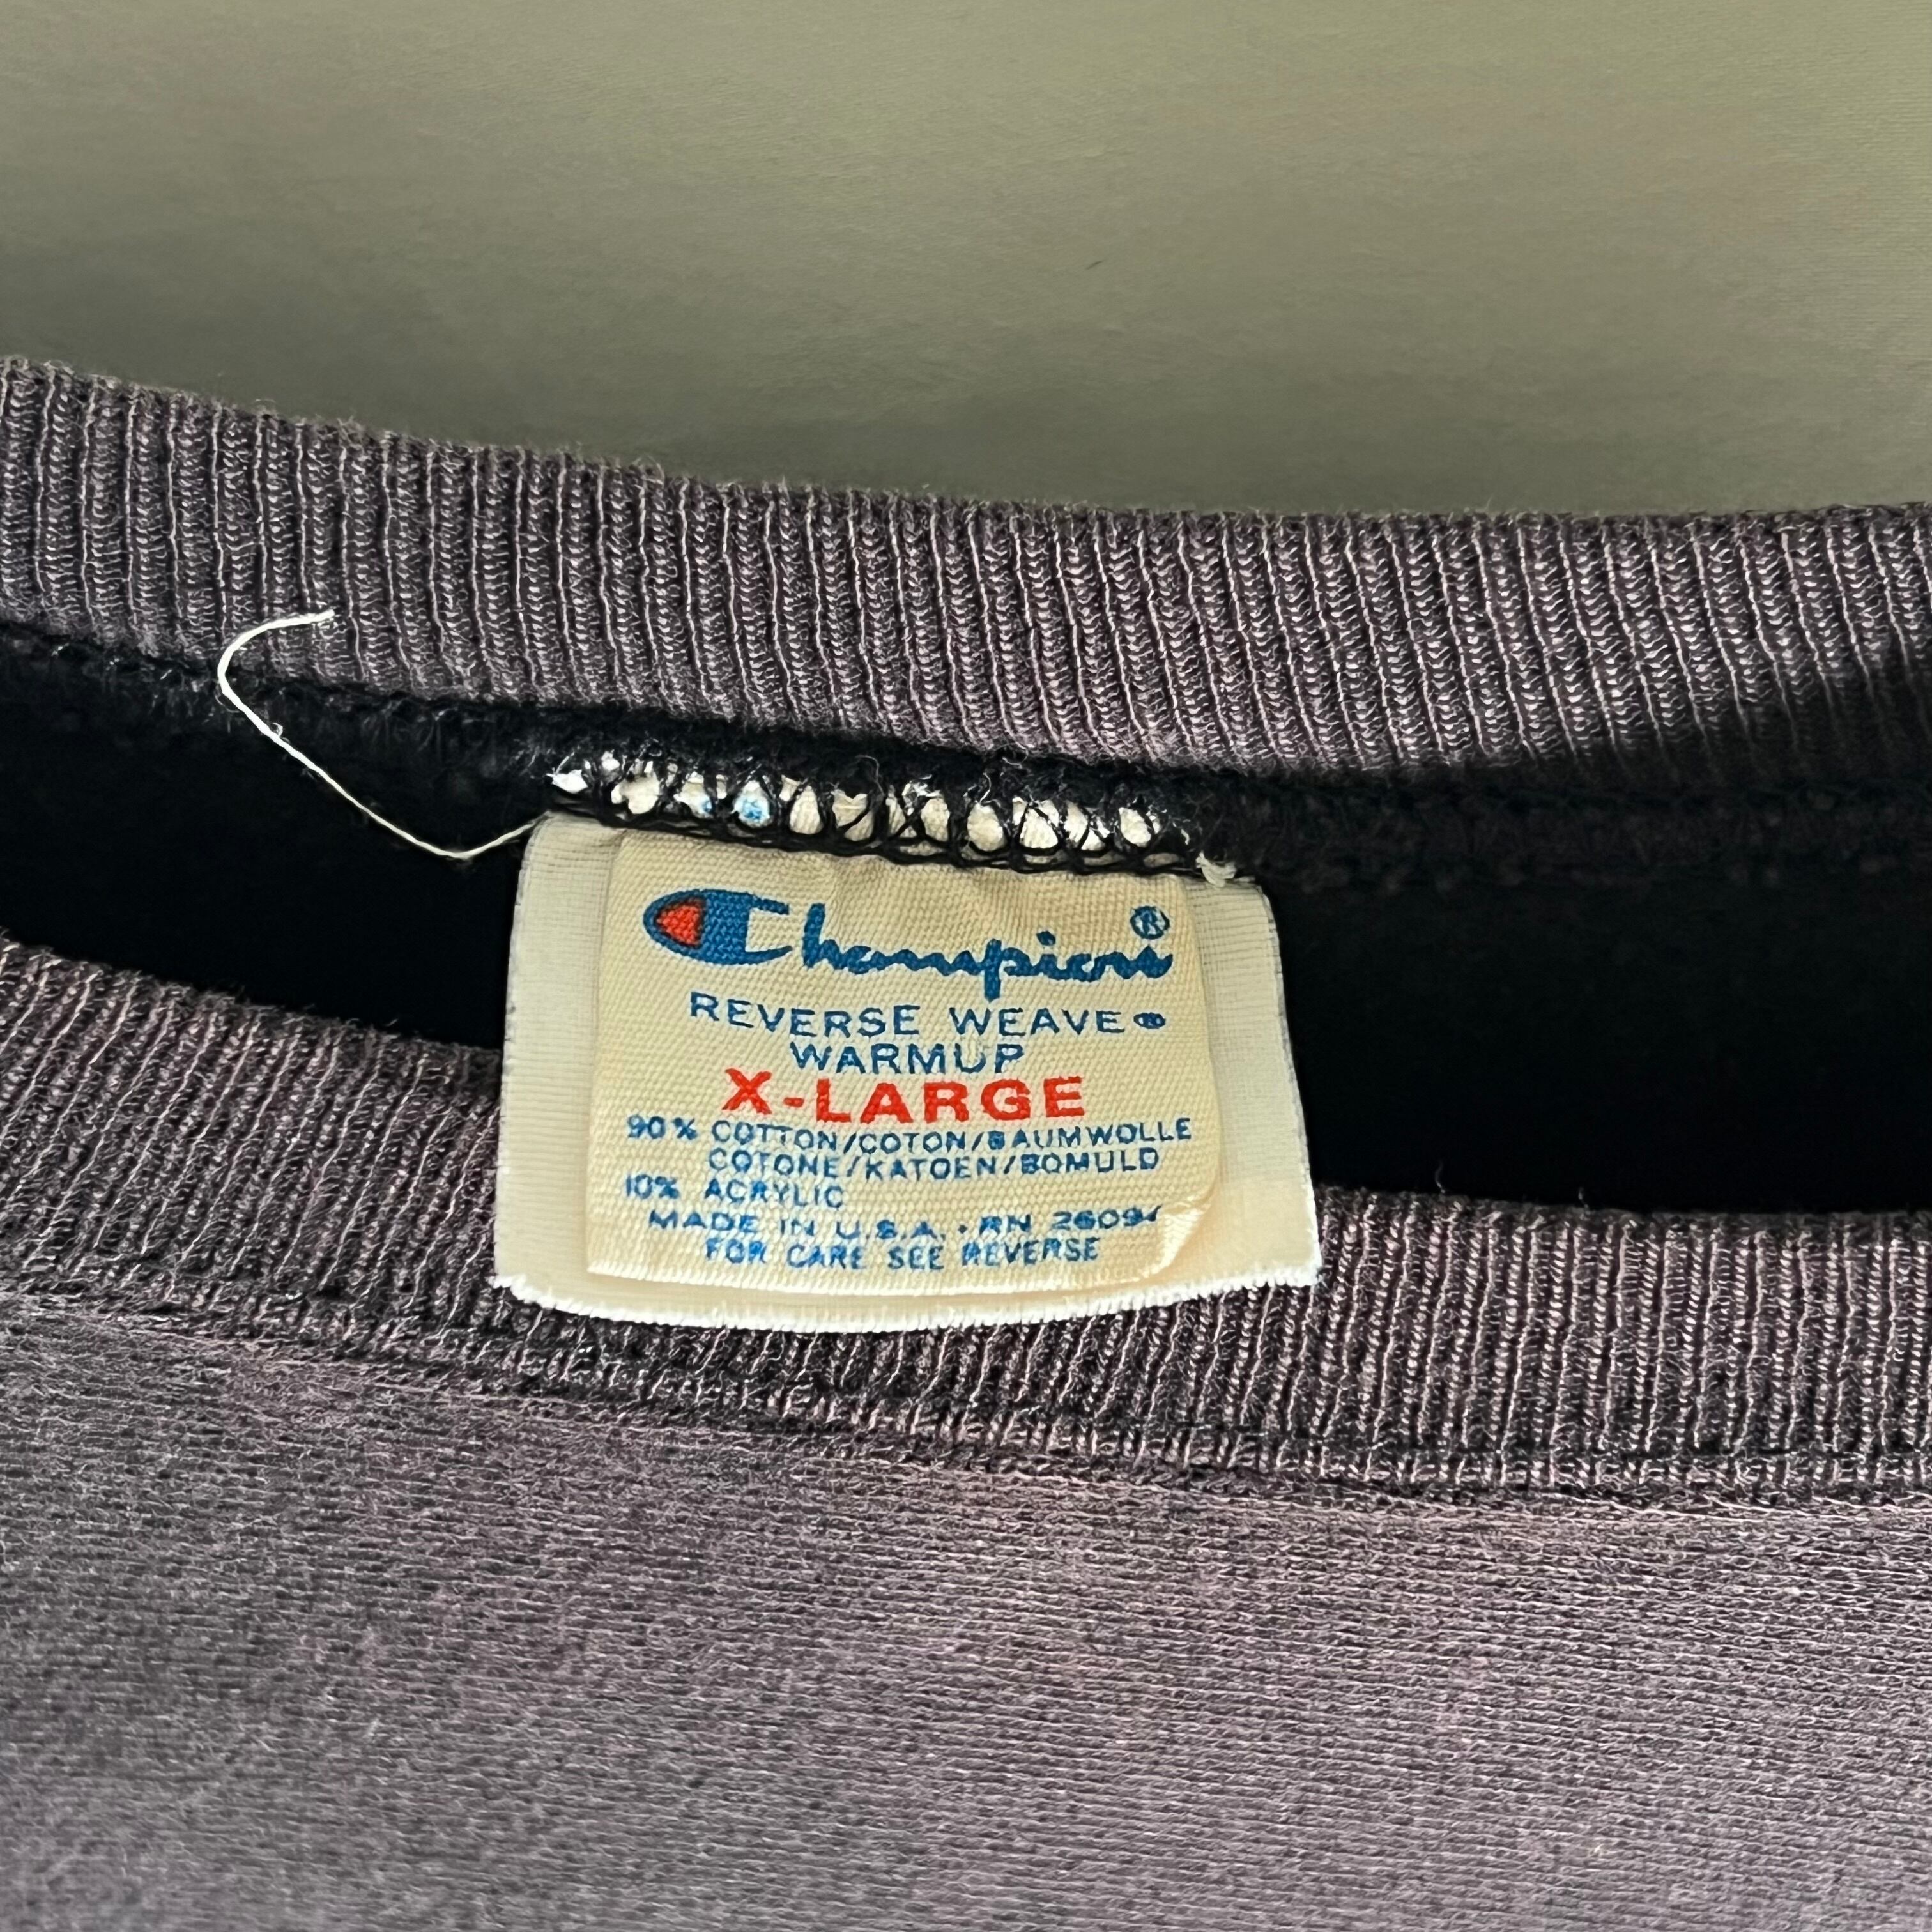 Champion®
REVERSE WEAVE®
WARMUP
X-LARGE
90% COTTON/COTON/BAUMWOLLE
COTONE/KATOEN/BOMULD
10% ACRYLIC
MADE IN U.S.A. • RN 26094
FOR CARE SEE REVERSE